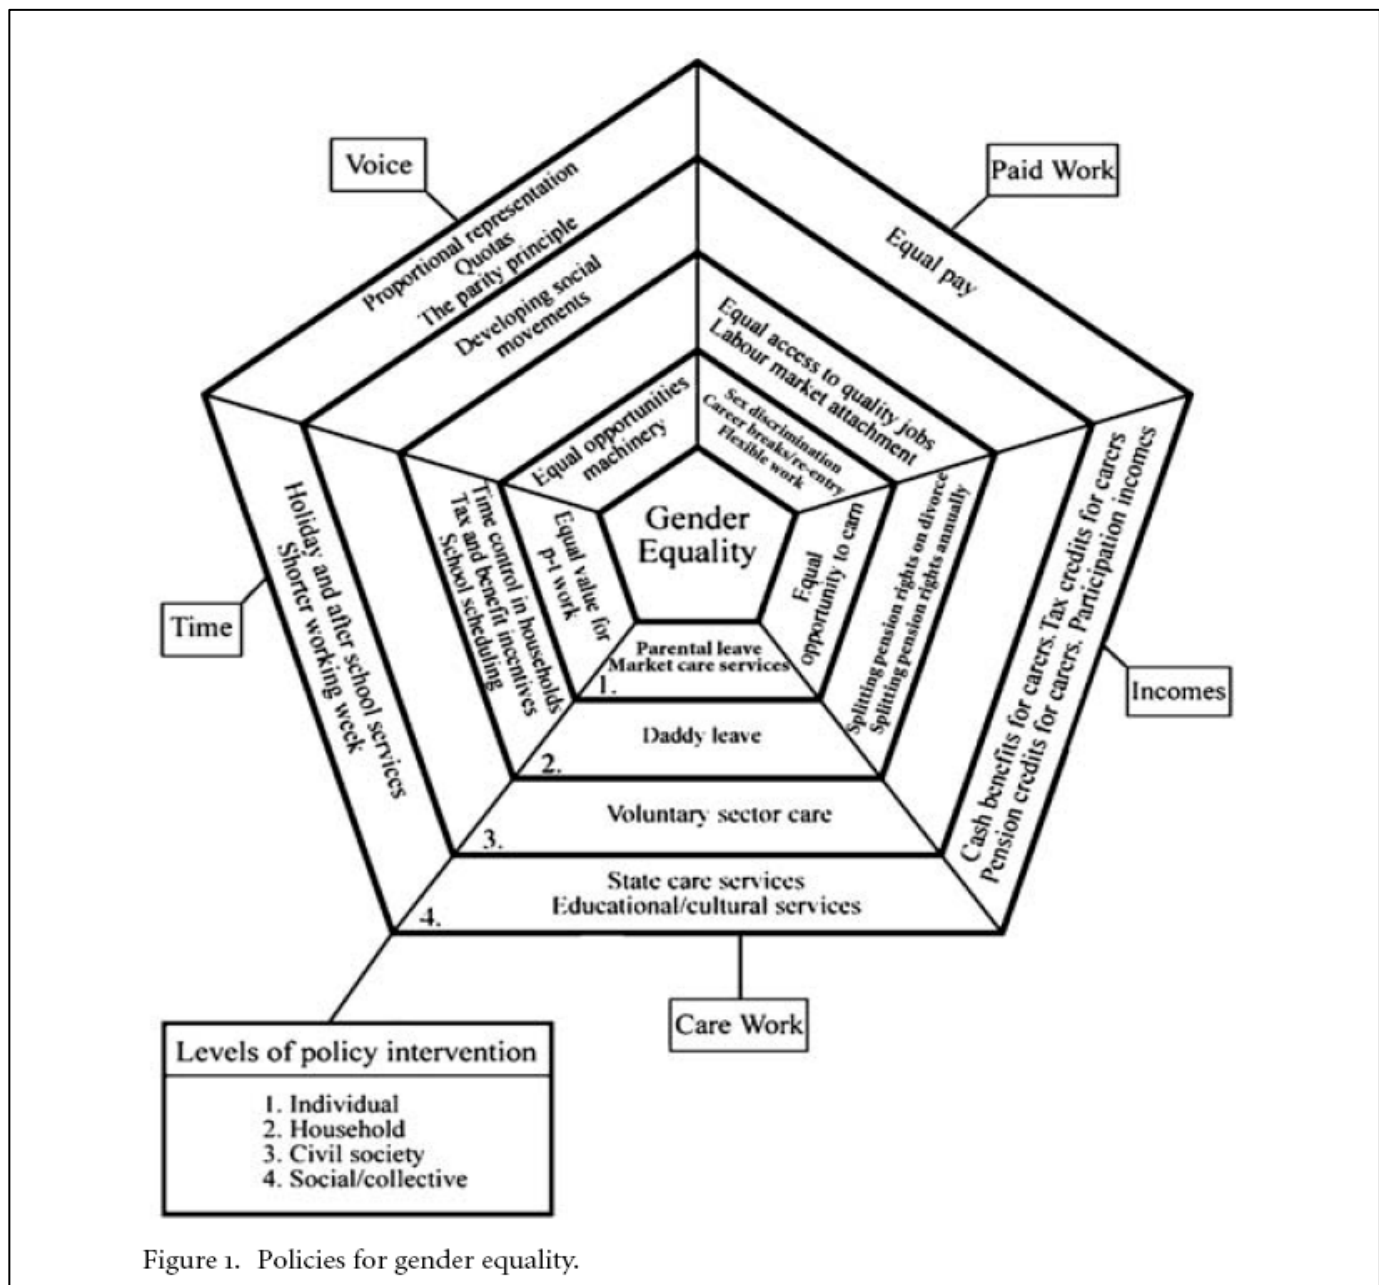 Voice
Proportional representation
Quotas
The parity principle
Developing social
movements
Equal opportunities
machinery
Paid Work
Equal pay
Equal access to quality jobs
Labour market attachment
Sex discrimination
Career breaks/re-entry
Flexible work
Gender
Equality
Time
Holiday and after school services
Shorter working week
Time control in households
Tax and benefit incentives
School scheduling
Equal value for
p-t work
Incomes
Equal
opportunity to earn
Splitting pension rights on divorce
Splitting pension rights annually
Cash benefits for carers. Tax credits for carers
Pension credits for carers. Participation incomes
Parental leave
Market care services
1.
Daddy leave
2.
Voluntary sector care
3.
State care services
Educational/cultural services
4.
Care Work
Levels of policy intervention
1. Individual
2. Household
3. Civil society
4. Social/collective
Figure 1. Policies for gender equality.